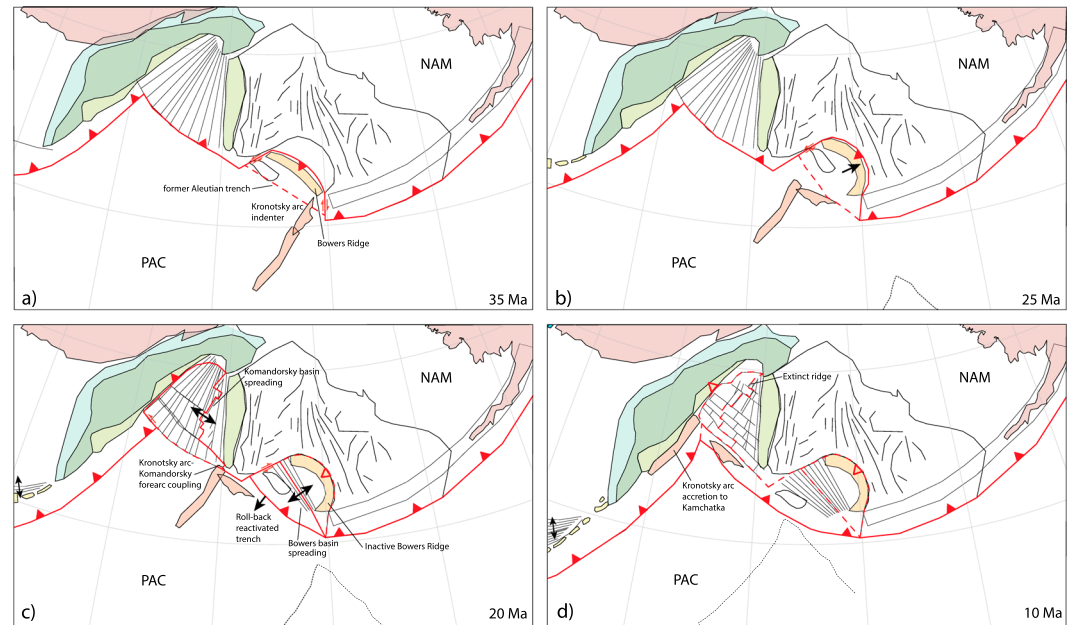 NAM
former Aleutian trench
Kronotsky arc
indenter
Bowers Ridge
PAC
a)
35 Ma
NAM
PAC
b)
25 Ma
Komandorsky basin
spreading
NAM
Kronotsky arc-
Komandorsky
forearc coupling
Roll-back
reactivated
trench
Bowers basin
spreading
Inactive Bowers Ridge
PAC
c)
20 Ma
Extinct ridge
NAM
Kronotsky arc
accretion to
Kamchatka
PAC
d)
10 Ma